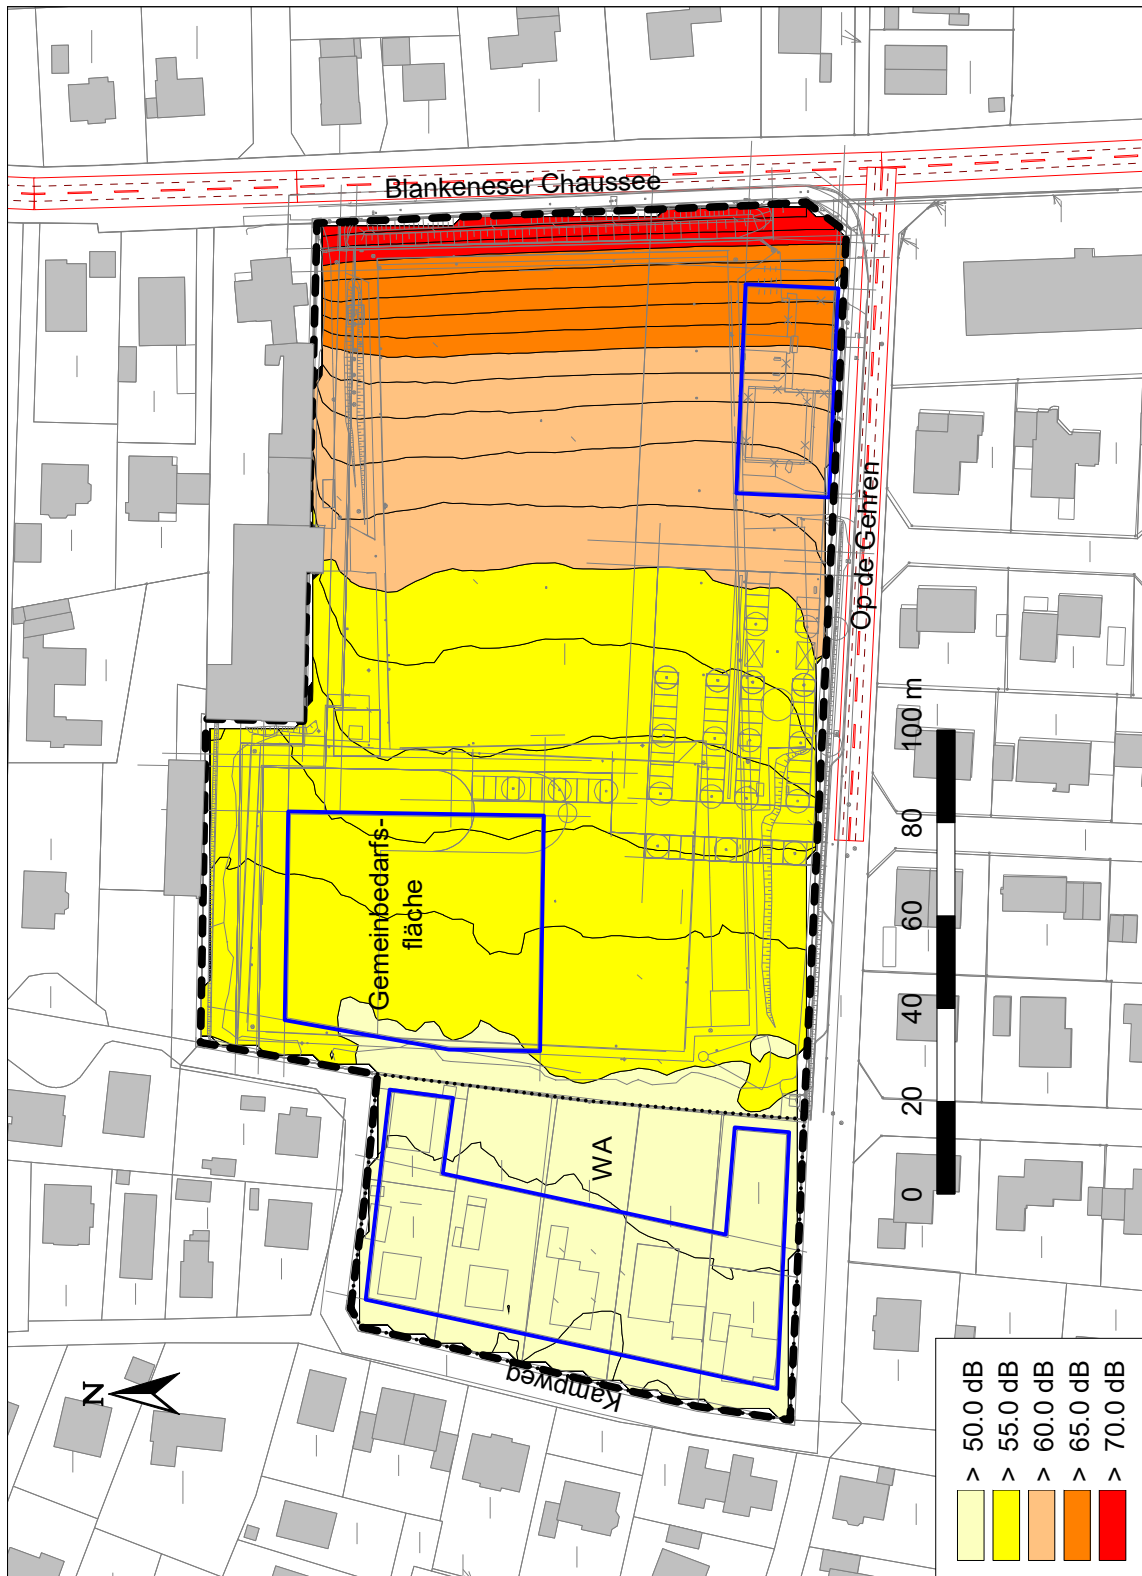 Blankeneser Chaussee
Op de Gehren
Gemeinbedarfs-
fläche
WA
Kampweg
N
0 20 40 60 80 100 m
> 50.0 dB
> 55.0 dB
> 60.0 dB
> 65.0 dB
> 70.0 dB